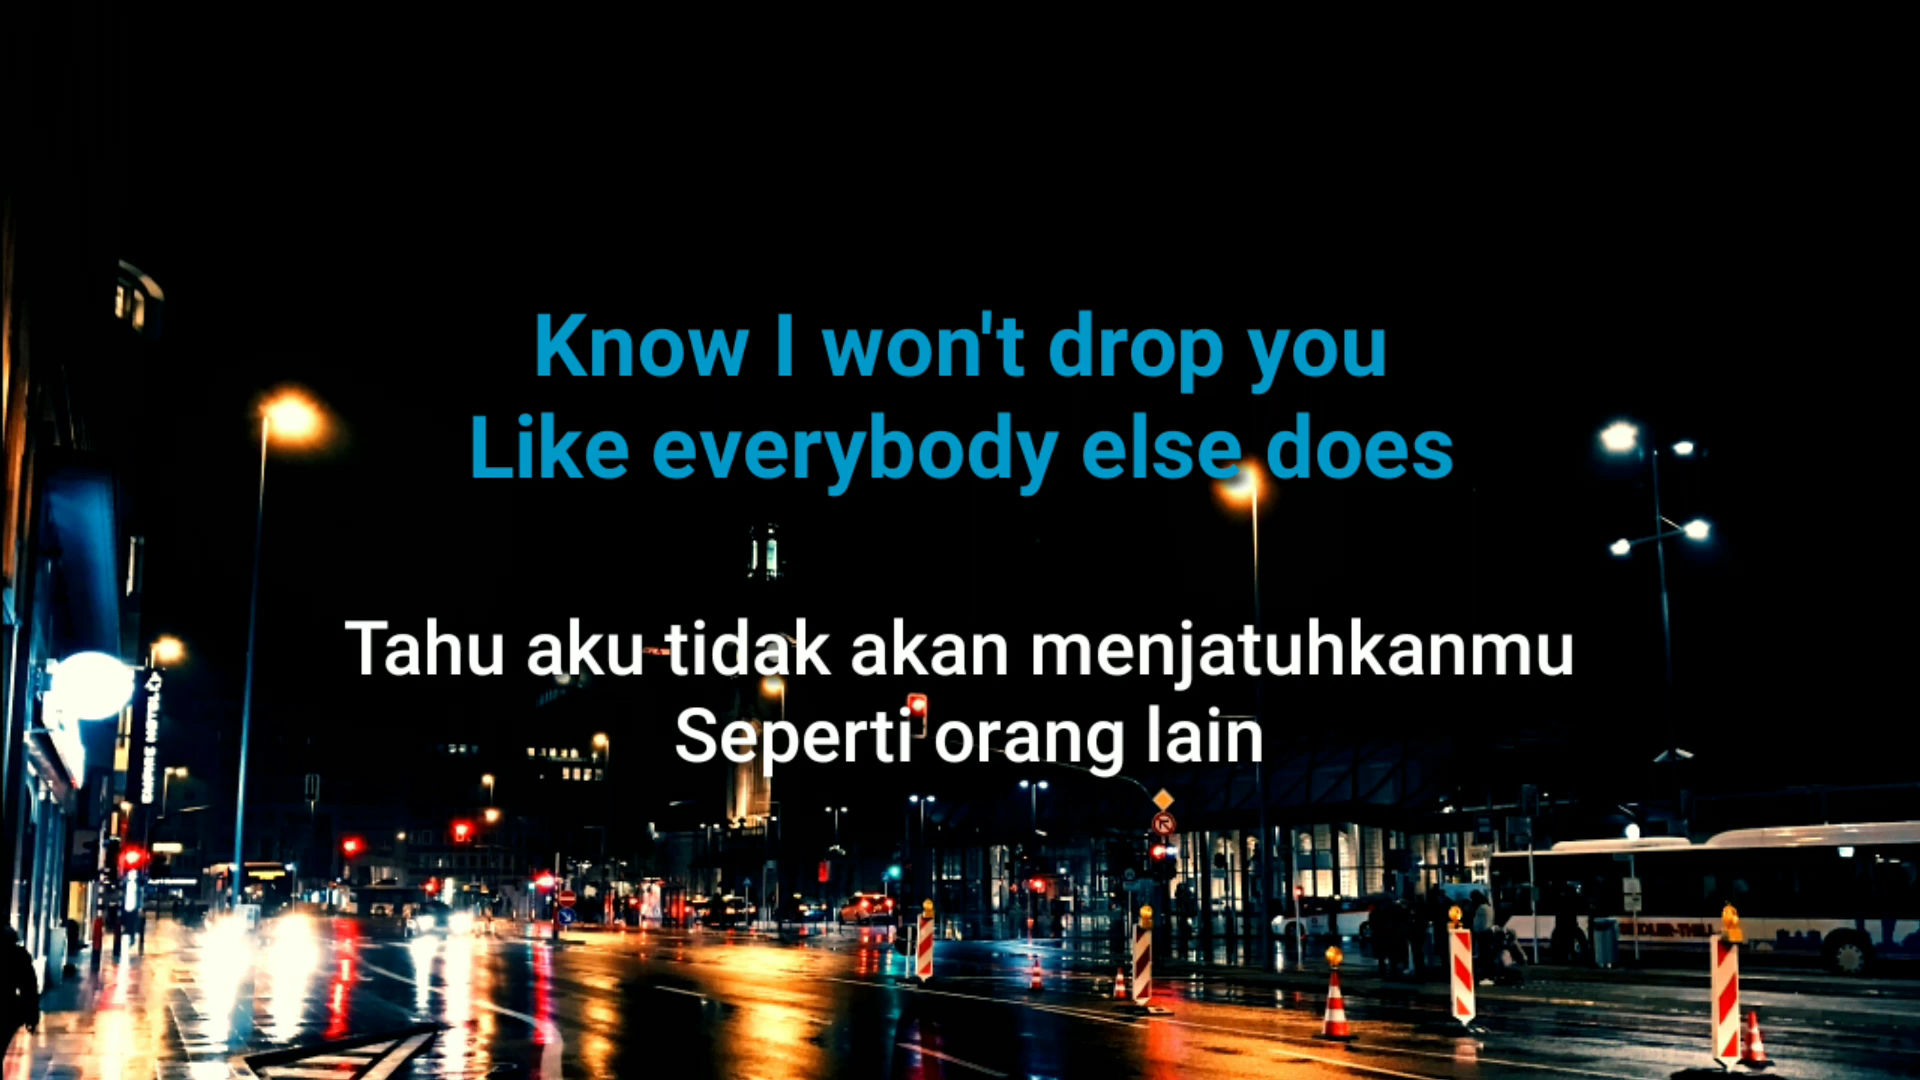 Know I won't drop you
Like everybody else does
Tahu aku tidak akan menjatuhkanmu
Seperti orang lain